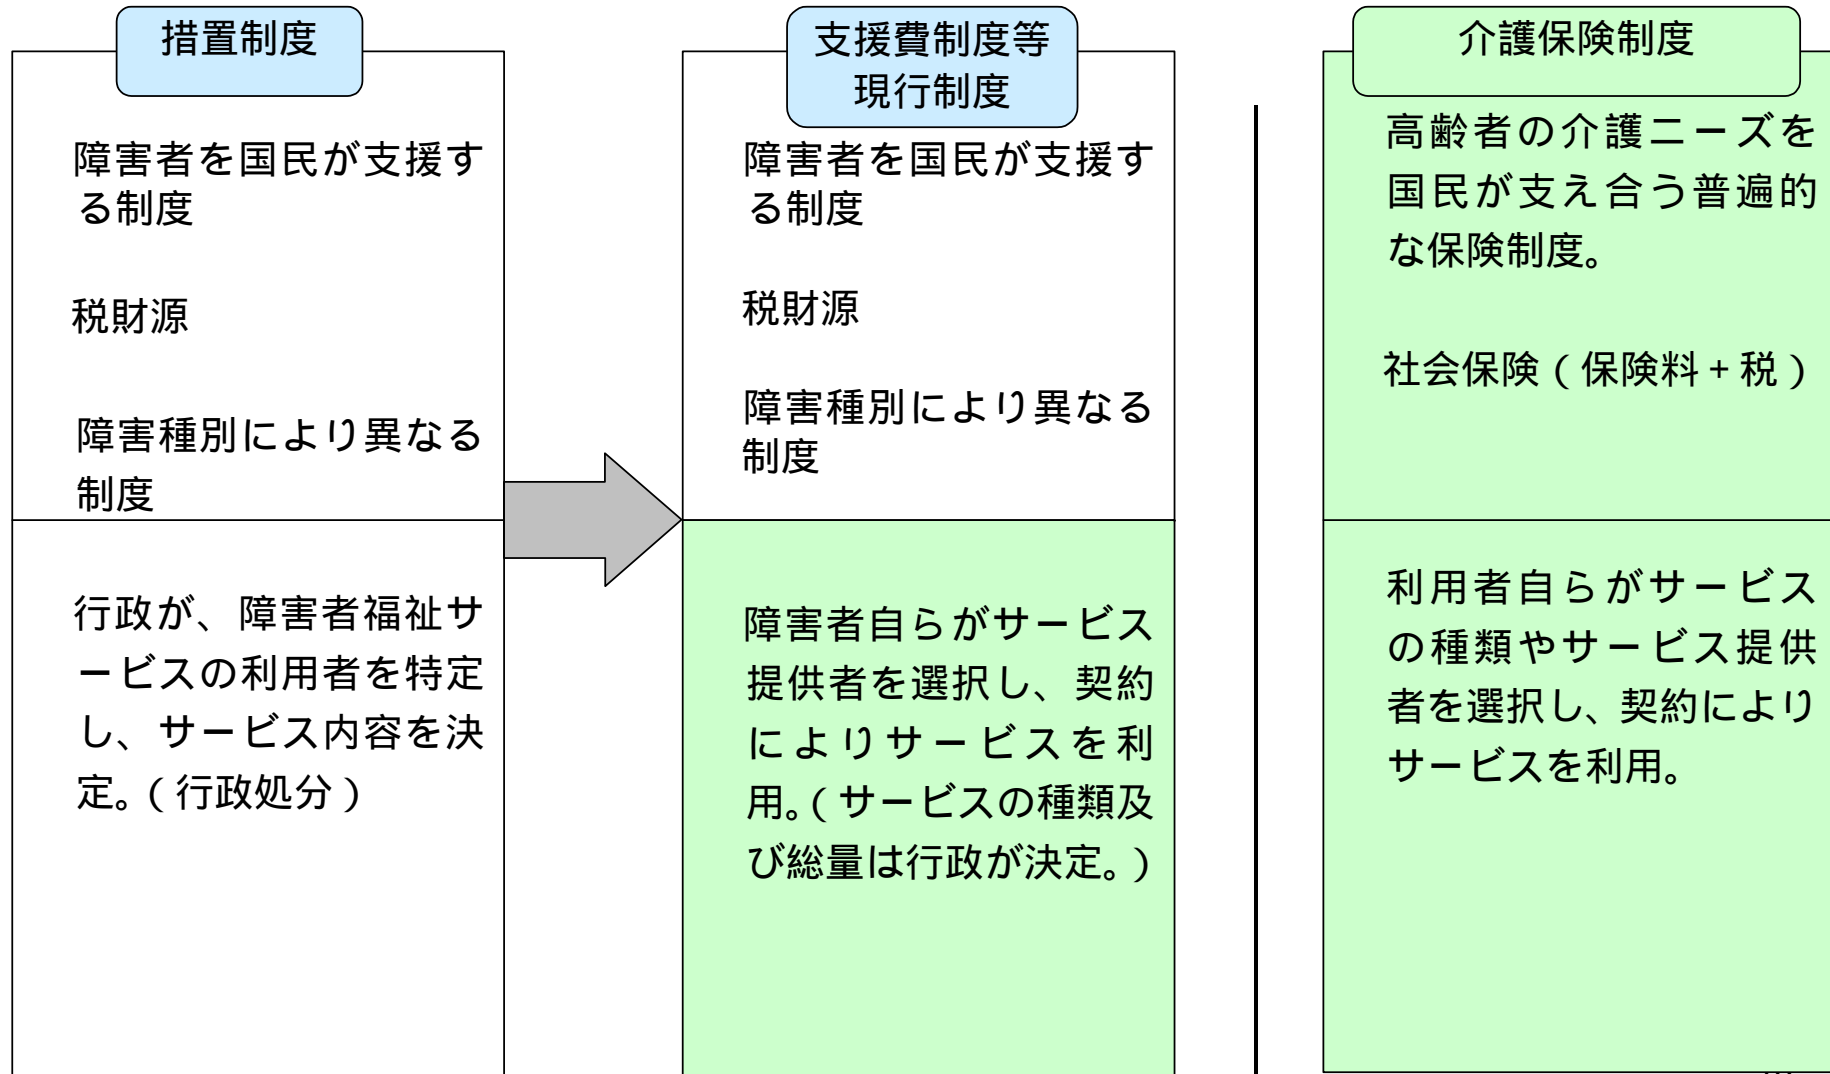 措置制度
障害者を国民が支援す
る制度
税財源
障害種別により異なる
制度
行政が、障害者福祉サ
ービスの利用者を特定
し、サービス内容を決
定。(行政処分)
支援費制度等
現行制度
障害者を国民が支援す
る制度
税財源
障害種別により異なる
制度
障害者自らがサービス
提供者を選択し、契約
によりサービスを利
用。(サービスの種類及
び総量は行政が決定。)
介護保険制度
高齢者の介護ニーズを
国民が支え合う普遍的
な保険制度。
社会保険(保険料+税)
利用者自らがサービス
の種類やサービス提供
者を選択し、契約により
サービスを利用。